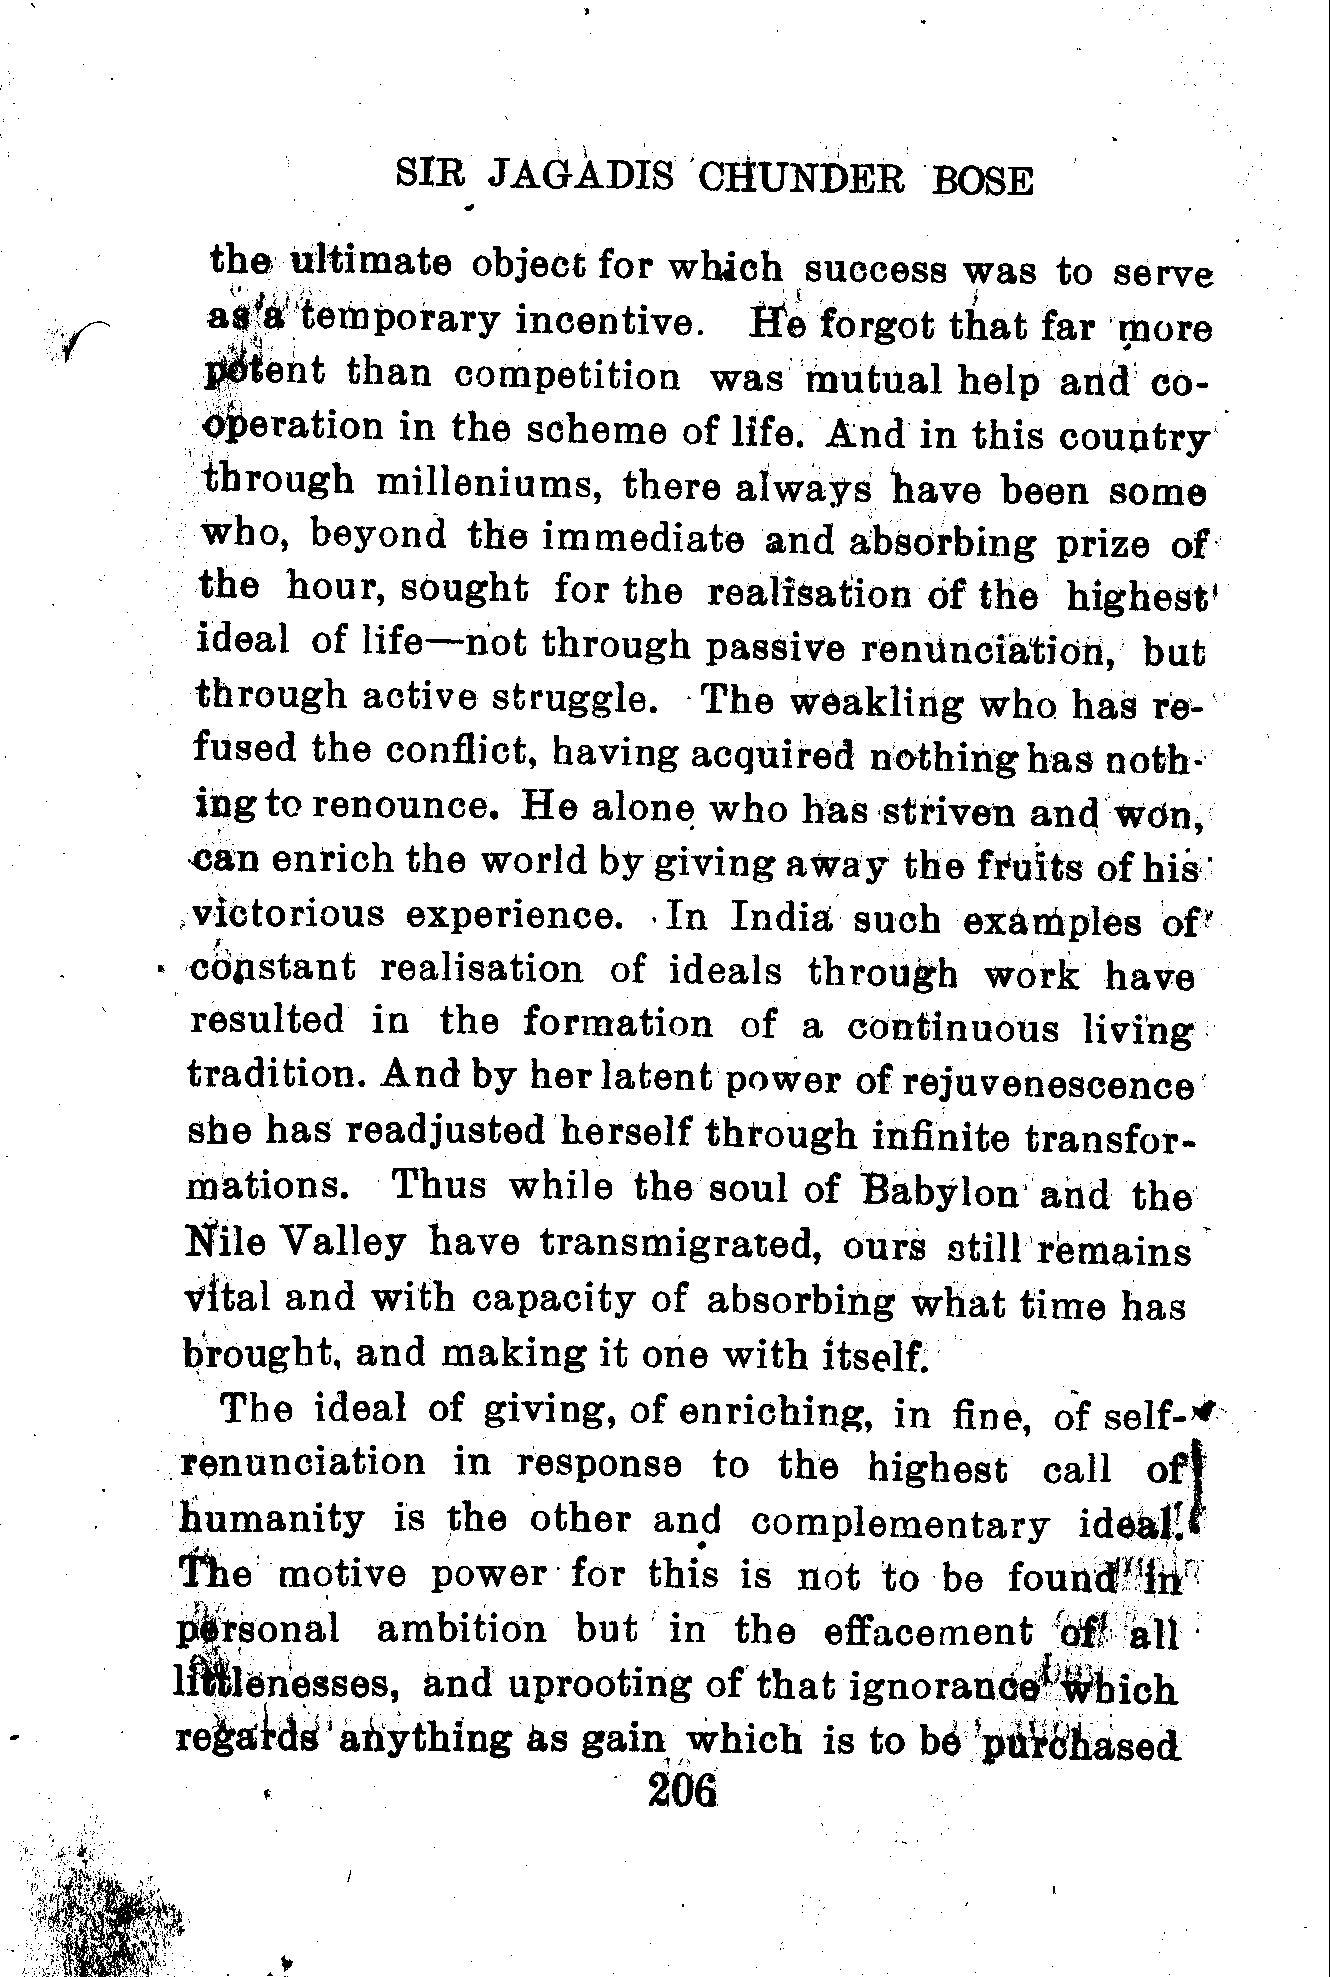 SIR JAGADIS CHUNDER BOSE
the ultimate object for which success was to serve
as a temporary incentive. He forgot that far more
potent than competition was mutual help and co-
operation in the scheme of life. And in this country
through milleniums, there always have been some
who, beyond the immediate and absorbing prize of
the hour, sought for the realisation of the highest
ideal of life—not through passive renunciation, but
through active struggle. The weakling who has re-
fused the conflict, having acquired nothing has noth-
ing to renounce. He alone who has striven and won,
can enrich the world by giving away the fruits of his
victorious experience. In India such examples of
constant realisation of ideals through work have
resulted in the formation of a continuous living
tradition. And by her latent power of rejuvenescence
she has readjusted herself through infinite transfor-
mations. Thus while the soul of Babylon and the
Nile Valley have transmigrated, ours still remains
vital and with capacity of absorbing what time has
brought, and making it one with itself.
The ideal of giving, of enriching, in fine, of self-
renunciation in response to the highest call of
humanity is the other and complementary ideal.
The motive power for this is not to be found in
personal ambition but in the effacement of all
littlenesses, and uprooting of that ignorance which
regards anything as gain which is to be purchased
206